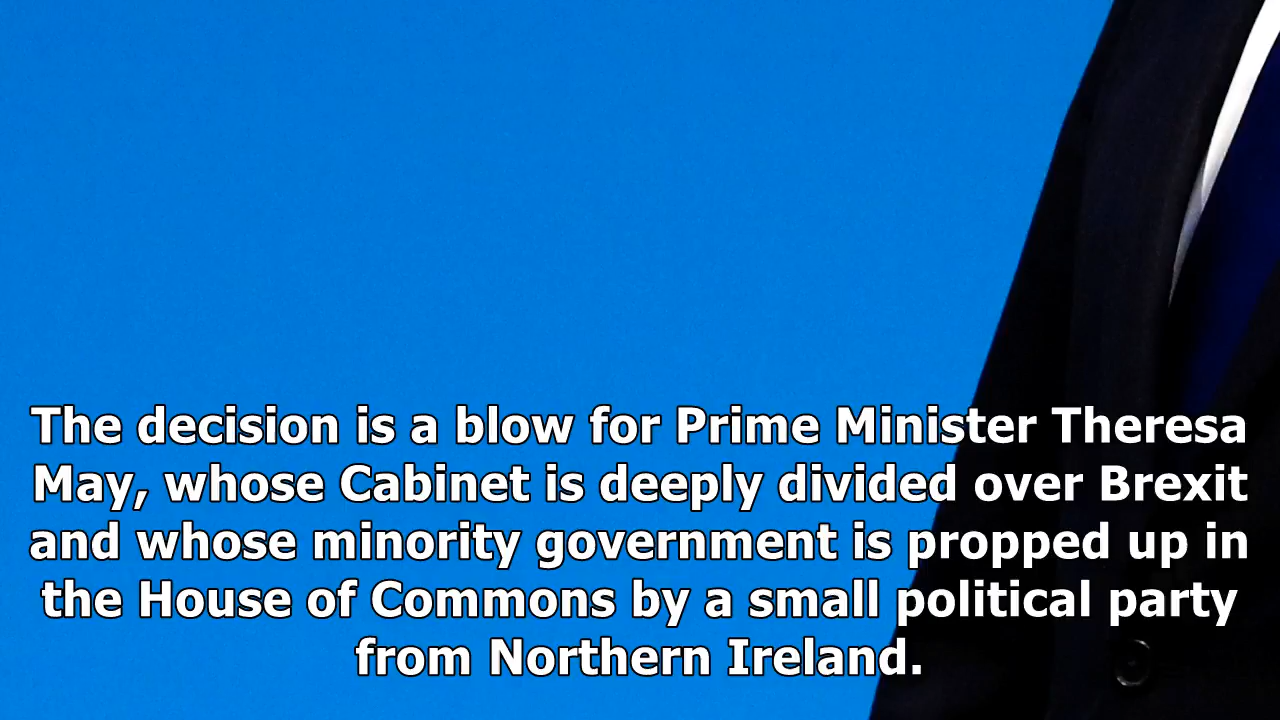 The decision is a blow for Prime Minister Theresa
May, whose Cabinet is deeply divided over Brexit
and whose minority government is propped up in
the House of Commons by a small political party
from Northern Ireland.